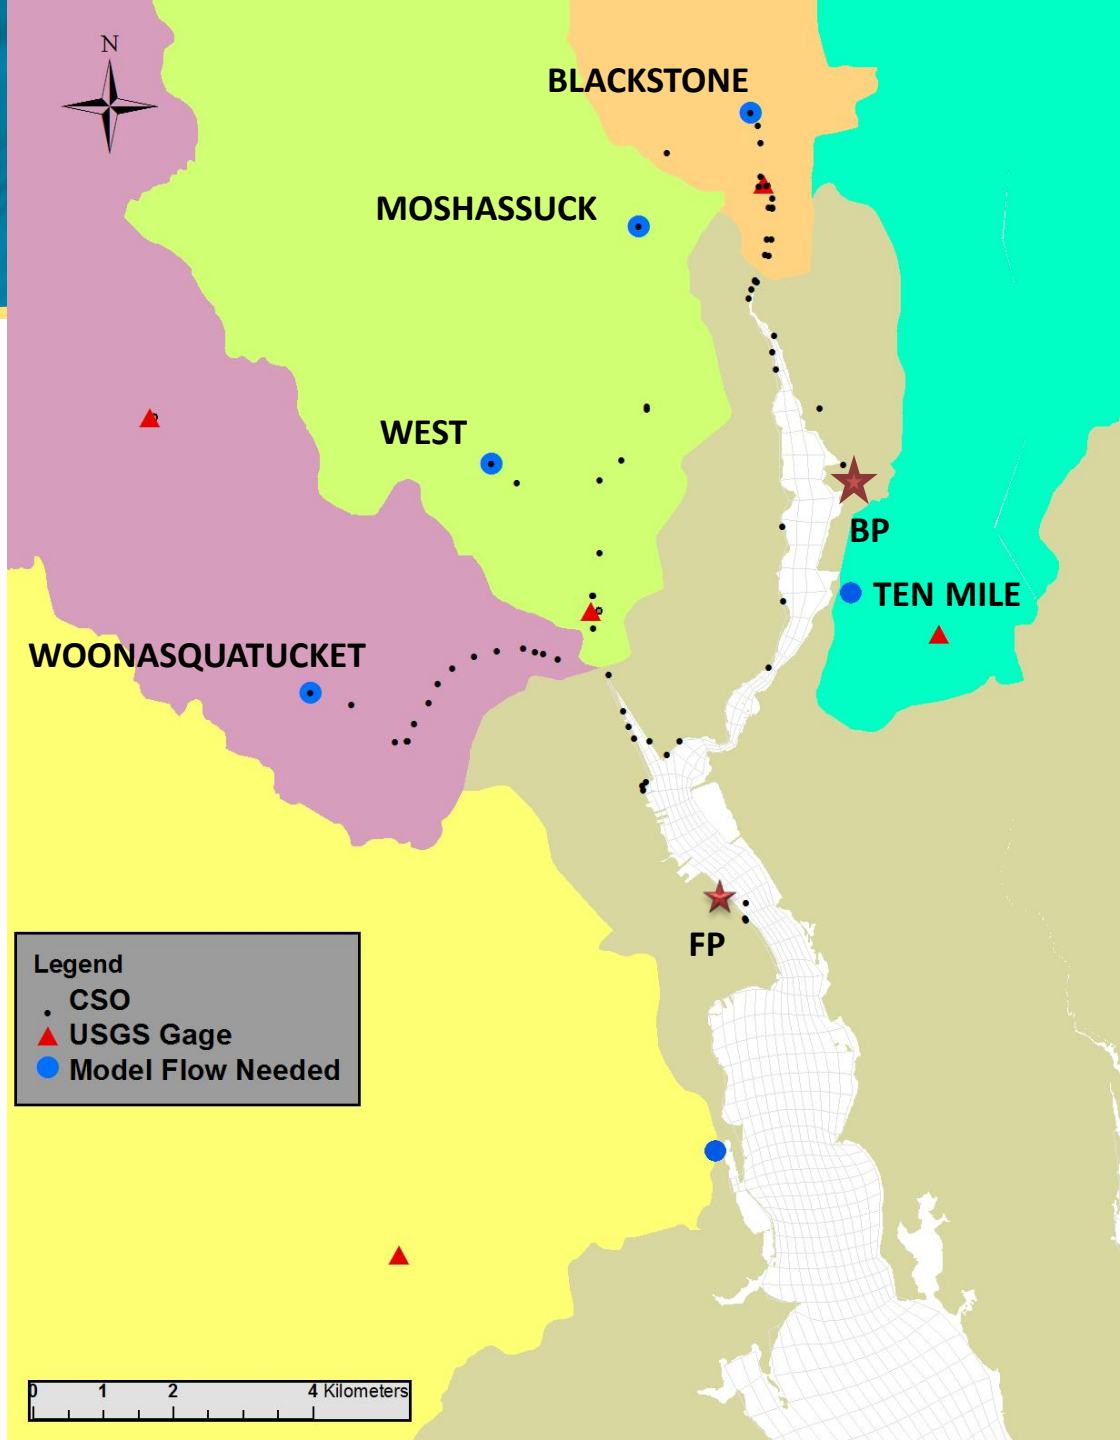 N
BLACKSTONE
MOSHASSUCK
WEST
BP
TEN MILE
WOONASQUATUCKET
FP
Legend
CSO
USGS Gage
Model Flow Needed
0 1 2 4 Kilometers